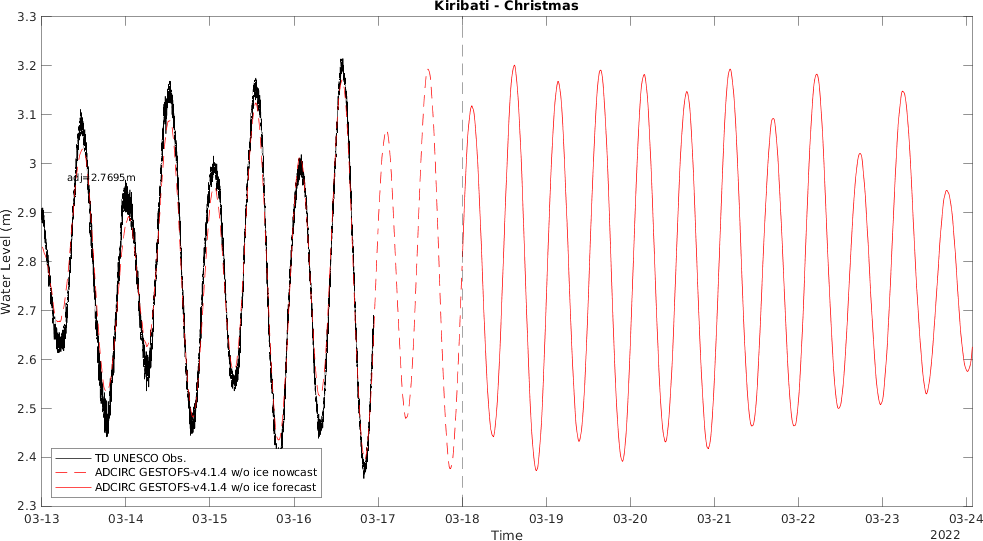 Kiribati - Christmas
3.3
3.2
3.1
3
2.9
2.8
2.7
2.6
2.5
2.4
2.3
Water Level (m)
adj=2.7695m
TD UNESCO Obs.
ADCIRC GESTOFS-v4.1.4 w/o ice nowcast
ADCIRC GESTOFS-v4.1.4 w/o ice forecast
03-13 03-14 03-15 03-16 03-17 03-18 03-19 03-20 03-21 03-22 03-23 03-24
Time
2022